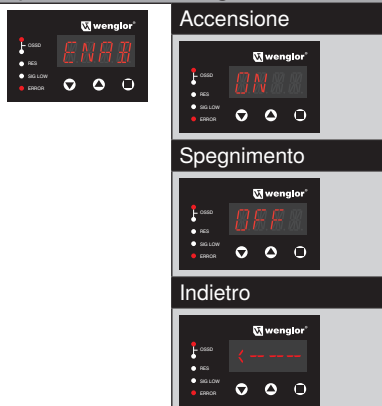 wenglor
OSSD
RES
SIG LOW
ERROR
ENAB
Accensione
wenglor
OSSD
RES
SIG LOW
ERROR
ON
Spegnimento
wenglor
OSSD
RES
SIG LOW
ERROR
OFF
Indietro
wenglor
OSSD
RES
SIG LOW
ERROR
<-----